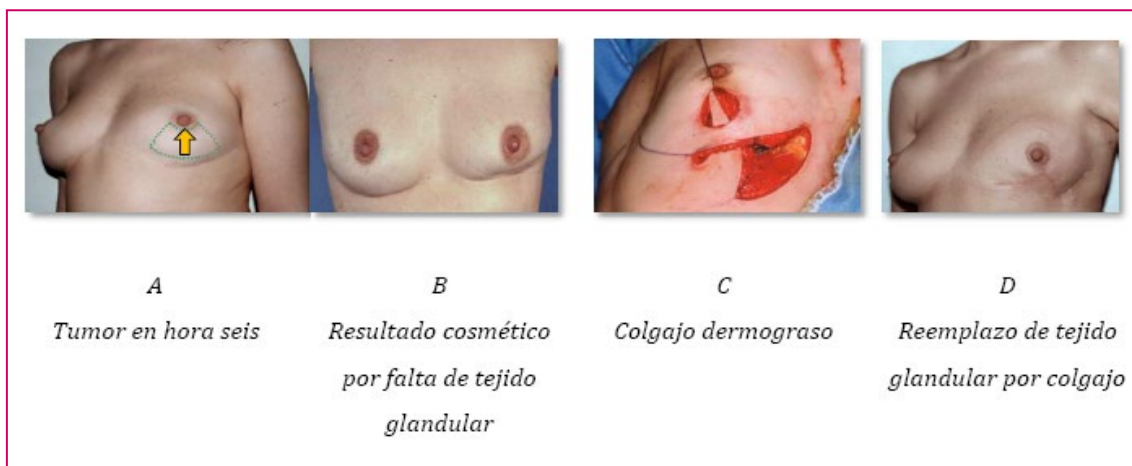 A
Tumor en hora seis
B
Resultado cosmético
por falta de tejido
glandular
C
Colgajo dermograso
D
Reemplazo de tejido
glandular por colgajo